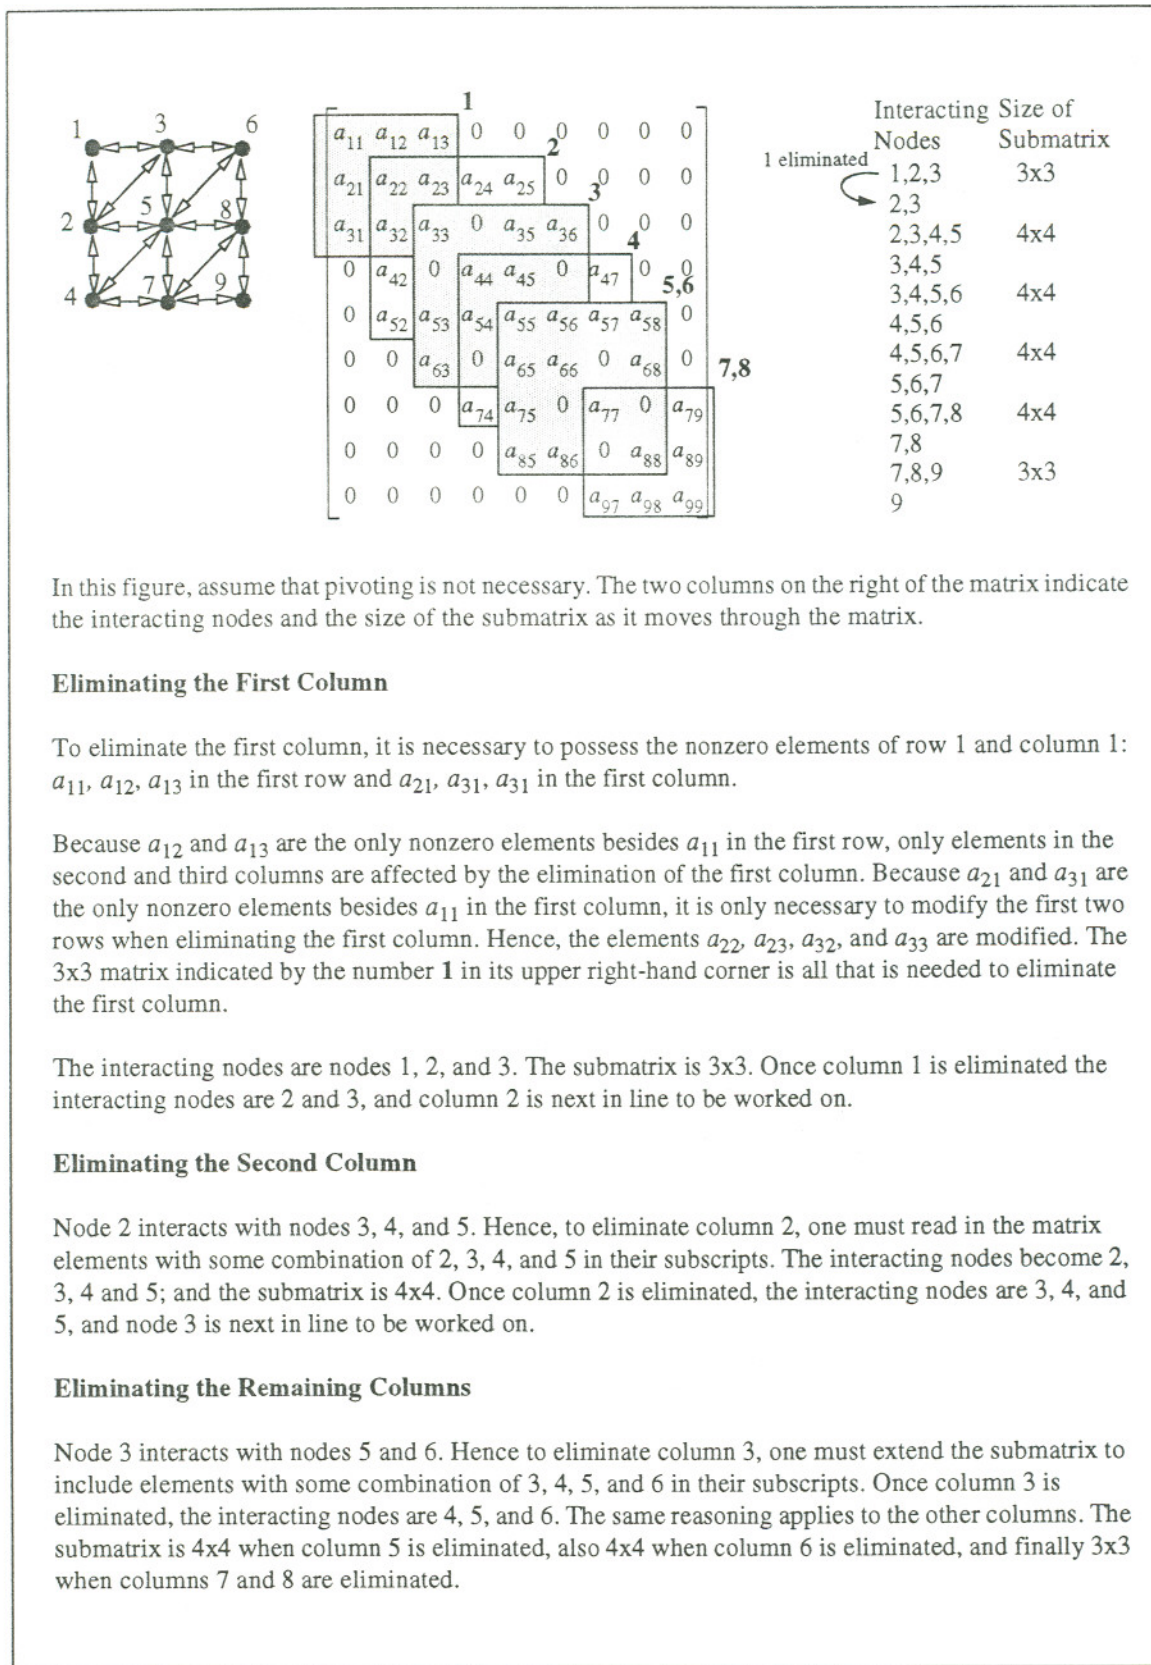 1 3 6
2 5 8
4 7 9
1
a11 a12 a13 0 0 0 0 0 0
2
a21 a22 a23 a24 a25 0 0 0 0
3
a31 a32 a33 0 a35 a36 0 0 0
4
0 a42 0 a44 a45 0 a47 0 0
5,6
0 a52 a53 a54 a55 a56 a57 a58 0
0 0 a63 0 a65 a66 0 a68 0
7,8
0 0 0 a74 a75 0 a77 0 a79
0 0 0 0 a85 a86 0 a88 a89
0 0 0 0 0 0 a97 a98 a99
Interacting Size of
Nodes Submatrix
1 eliminated
1,2,3 3x3
2,3
2,3,4,5 4x4
3,4,5
3,4,5,6 4x4
4,5,6
4,5,6,7 4x4
5,6,7
5,6,7,8 4x4
7,8
7,8,9 3x3
9
In this figure, assume that pivoting is not necessary. The two columns on the right of the matrix indicate
the interacting nodes and the size of the submatrix as it moves through the matrix.
Eliminating the First Column
To eliminate the first column, it is necessary to possess the nonzero elements of row 1 and column 1:
a11, a12, a13 in the first row and a21, a31, a31 in the first column.
Because a12 and a13 are the only nonzero elements besides a11 in the first row, only elements in the
second and third columns are affected by the elimination of the first column. Because a21 and a31 are
the only nonzero elements besides a11 in the first column, it is only necessary to modify the first two
rows when eliminating the first column. Hence, the elements a22, a23, a32, and a33 are modified. The
3x3 matrix indicated by the number 1 in its upper right-hand corner is all that is needed to eliminate
the first column.
The interacting nodes are nodes 1, 2, and 3. The submatrix is 3x3. Once column 1 is eliminated the
interacting nodes are 2 and 3, and column 2 is next in line to be worked on.
Eliminating the Second Column
Node 2 interacts with nodes 3, 4, and 5. Hence, to eliminate column 2, one must read in the matrix
elements with some combination of 2, 3, 4, and 5 in their subscripts. The interacting nodes become 2,
3, 4 and 5; and the submatrix is 4x4. Once column 2 is eliminated, the interacting nodes are 3, 4, and
5, and node 3 is next in line to be worked on.
Eliminating the Remaining Columns
Node 3 interacts with nodes 5 and 6. Hence to eliminate column 3, one must extend the submatrix to
include elements with some combination of 3, 4, 5, and 6 in their subscripts. Once column 3 is
eliminated, the interacting nodes are 4, 5, and 6. The same reasoning applies to the other columns. The
submatrix is 4x4 when column 5 is eliminated, also 4x4 when column 6 is eliminated, and finally 3x3
when columns 7 and 8 are eliminated.